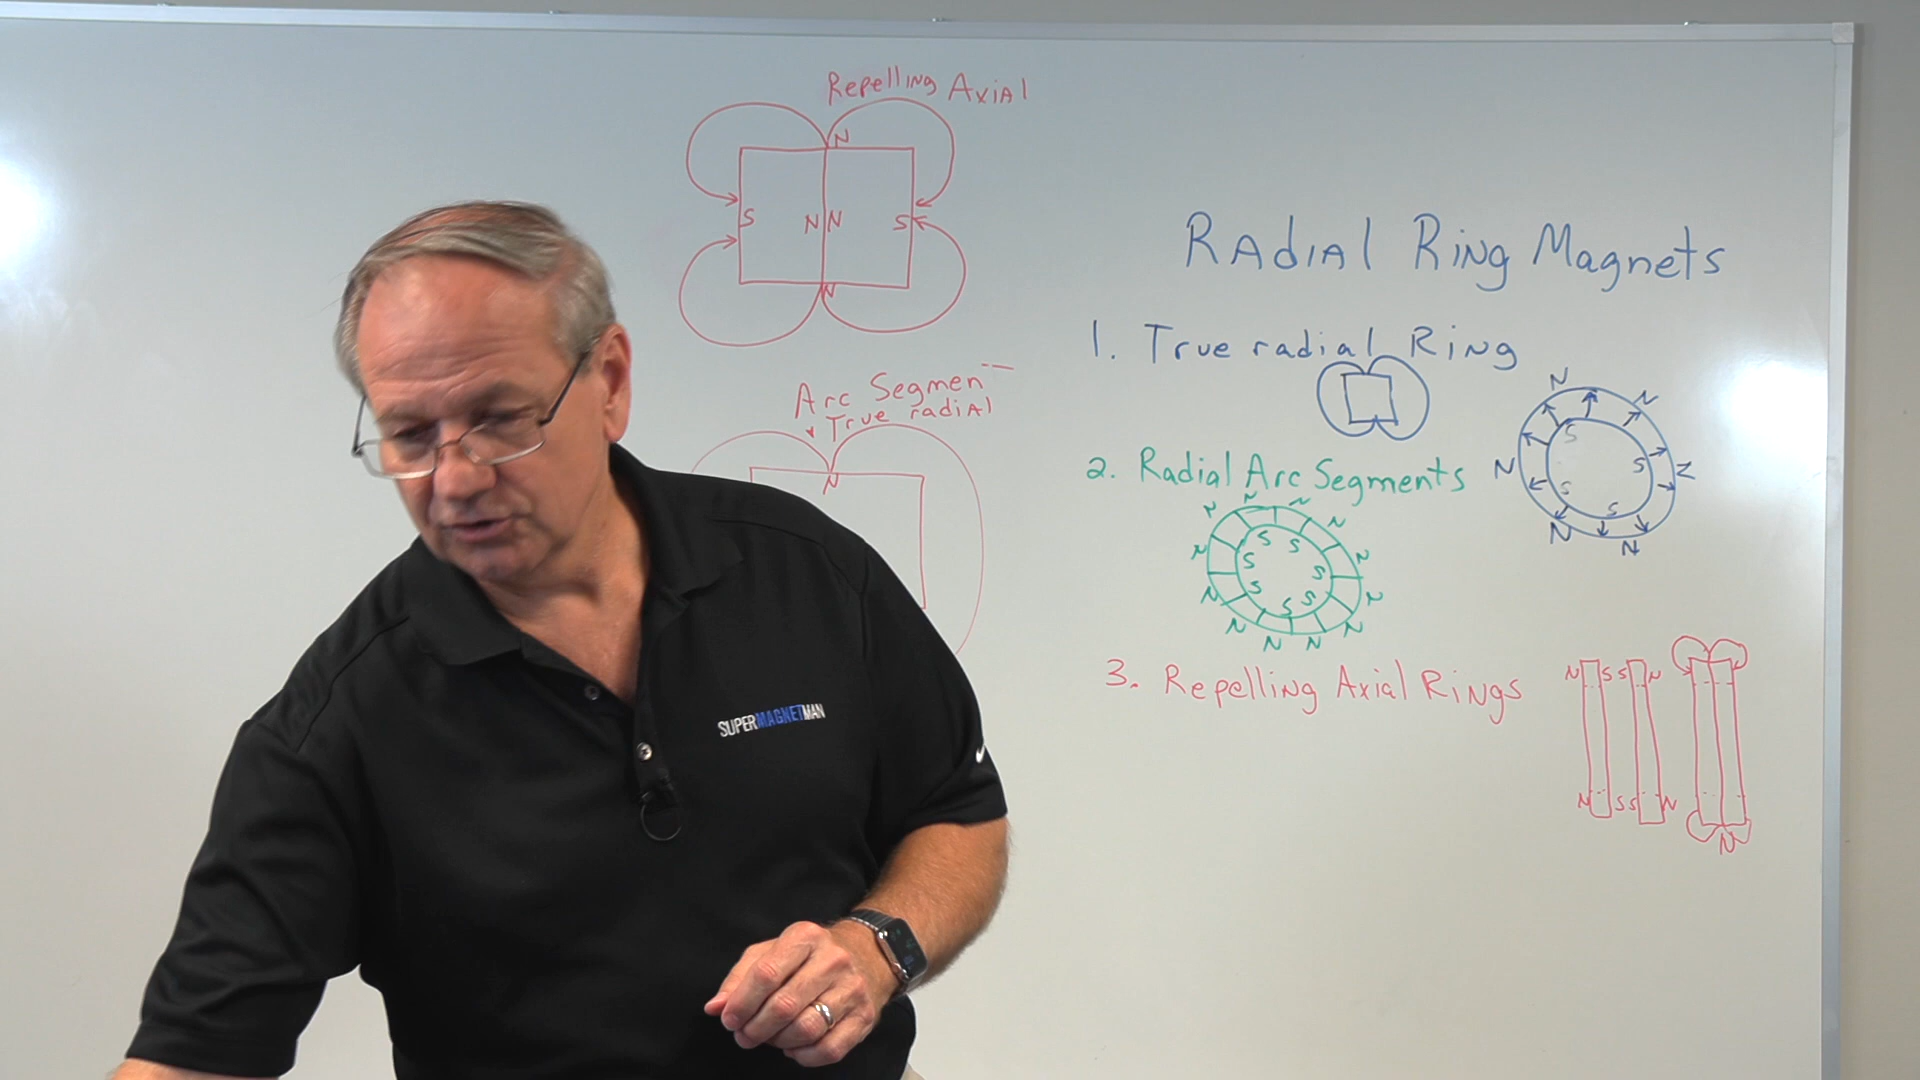 Repelling Axial
N
S N N S
N
Arc Segment
True radial
N
Radial Ring Magnets
1. True radial Ring
N N N N N N
S S S S
2. Radial Arc Segments
N N N N N N N N N N N N
S S S S S S S S
3. Repelling Axial Rings
N S S N
N S S N
N
SUPERMAGNETMAN